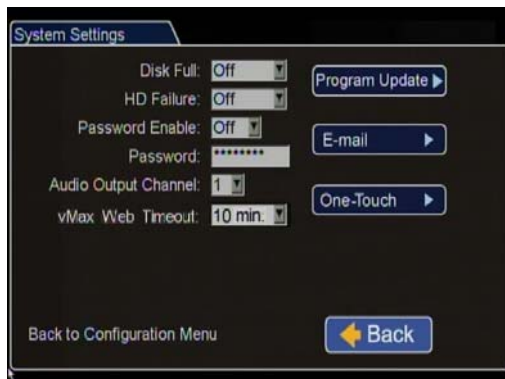 System Settings
Disk Full: Off
Program Update
HD Failure: Off
Password Enable: Off
E-mail
Password: ********
Audio Output Channel: 1
One-Touch
vMax Web Timeout: 10 min.
Back to Configuration Menu
Back